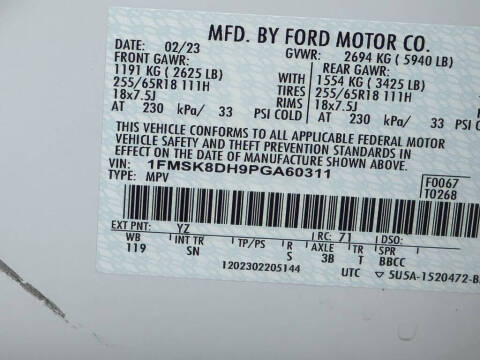 MFD. BY FORD MOTOR CO.
DATE: 02/23 GVWR: 2694 KG ( 5940 LB)
FRONT GAWR: REAR GAWR:
1191 KG ( 2625 LB) WITH 1554 KG ( 3425 LB)
255/65R18 111H TIRES 255/65R18 111H
18x7.5J RIMS 18x7.5J
AT 230 kPa/ 33 PSI COLD AT 230 kPa/ 33 PSI COLD
THIS VEHICLE CONFORMS TO ALL APPLICABLE FEDERAL MOTOR
VEHICLE SAFETY AND THEFT PREVENTION STANDARDS IN
EFFECT ON THE DATE OF MANUFACTURE SHOWN ABOVE.
VIN: 1FMSK8DH9PGA60311
TYPE: MPV
F0067
T0268
EXT PNT: YZ RC: 71 DSO:
WB INT TR TP/PS R AXLE TR SPR
119 SN S 3B T BBCC
1202302205144 UTC ▽ 5U5A-1520472-B